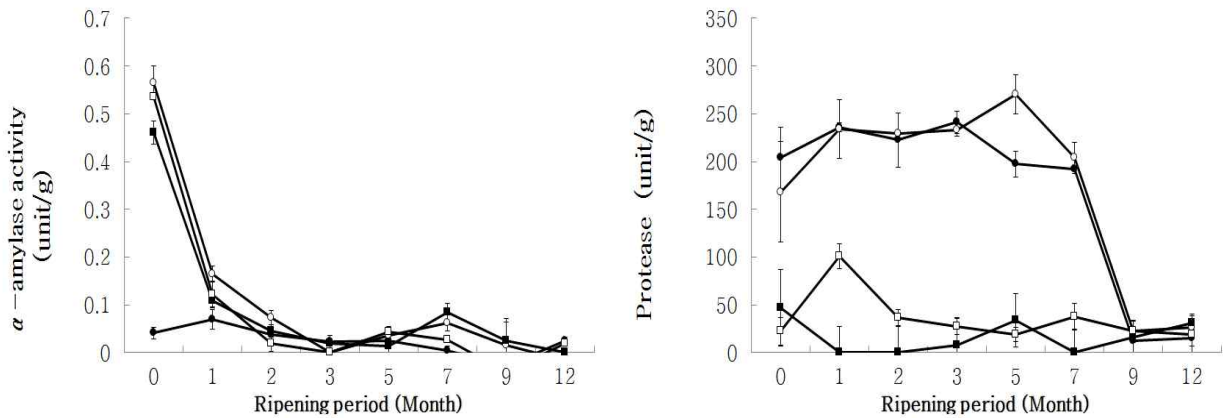 0.7
0.6
0.5
0.4
0.3
0.2
0.1
0
α-amylase activity
(unit/g)
0 1 2 3 5 7 9 12
Ripening period (Month)
350
300
250
200
150
100
50
0
Protease (unit/g)
0 1 2 3 5 7 9 12
Ripening period (Month)